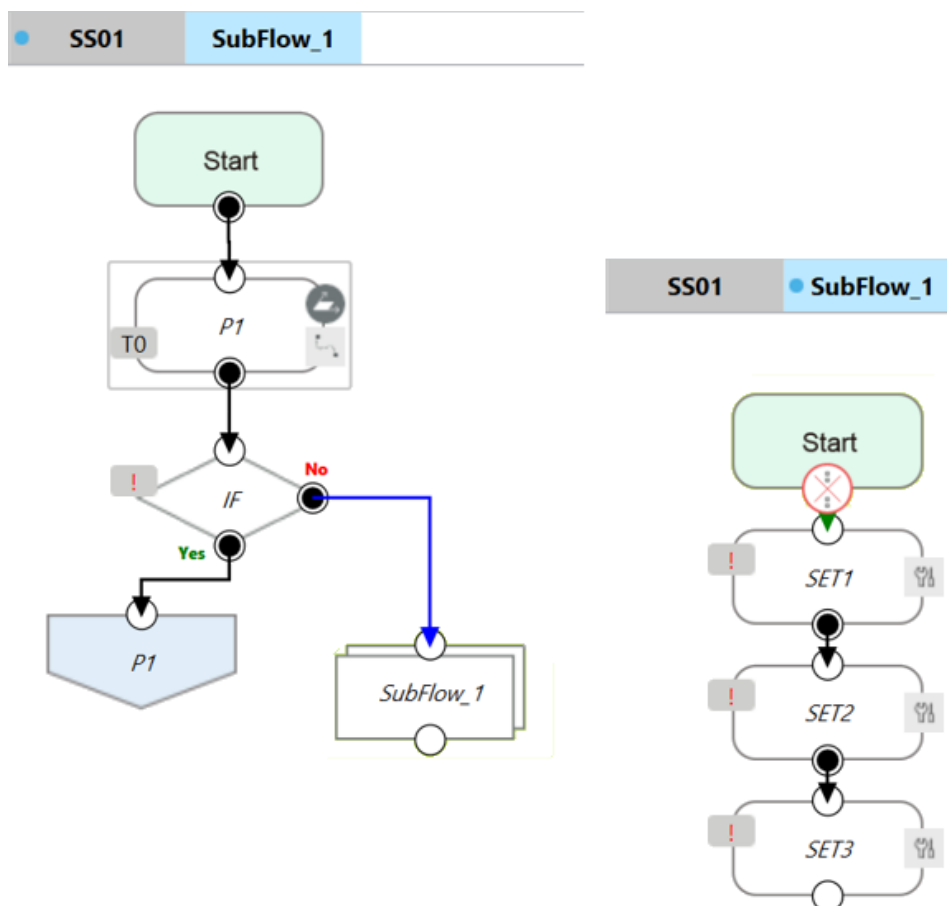 SS01 SubFlow_1
Start
P1
T0
!
IF
No
Yes
P1
SubFlow_1
SS01 SubFlow_1
Start
!
SET1
!
SET2
!
SET3